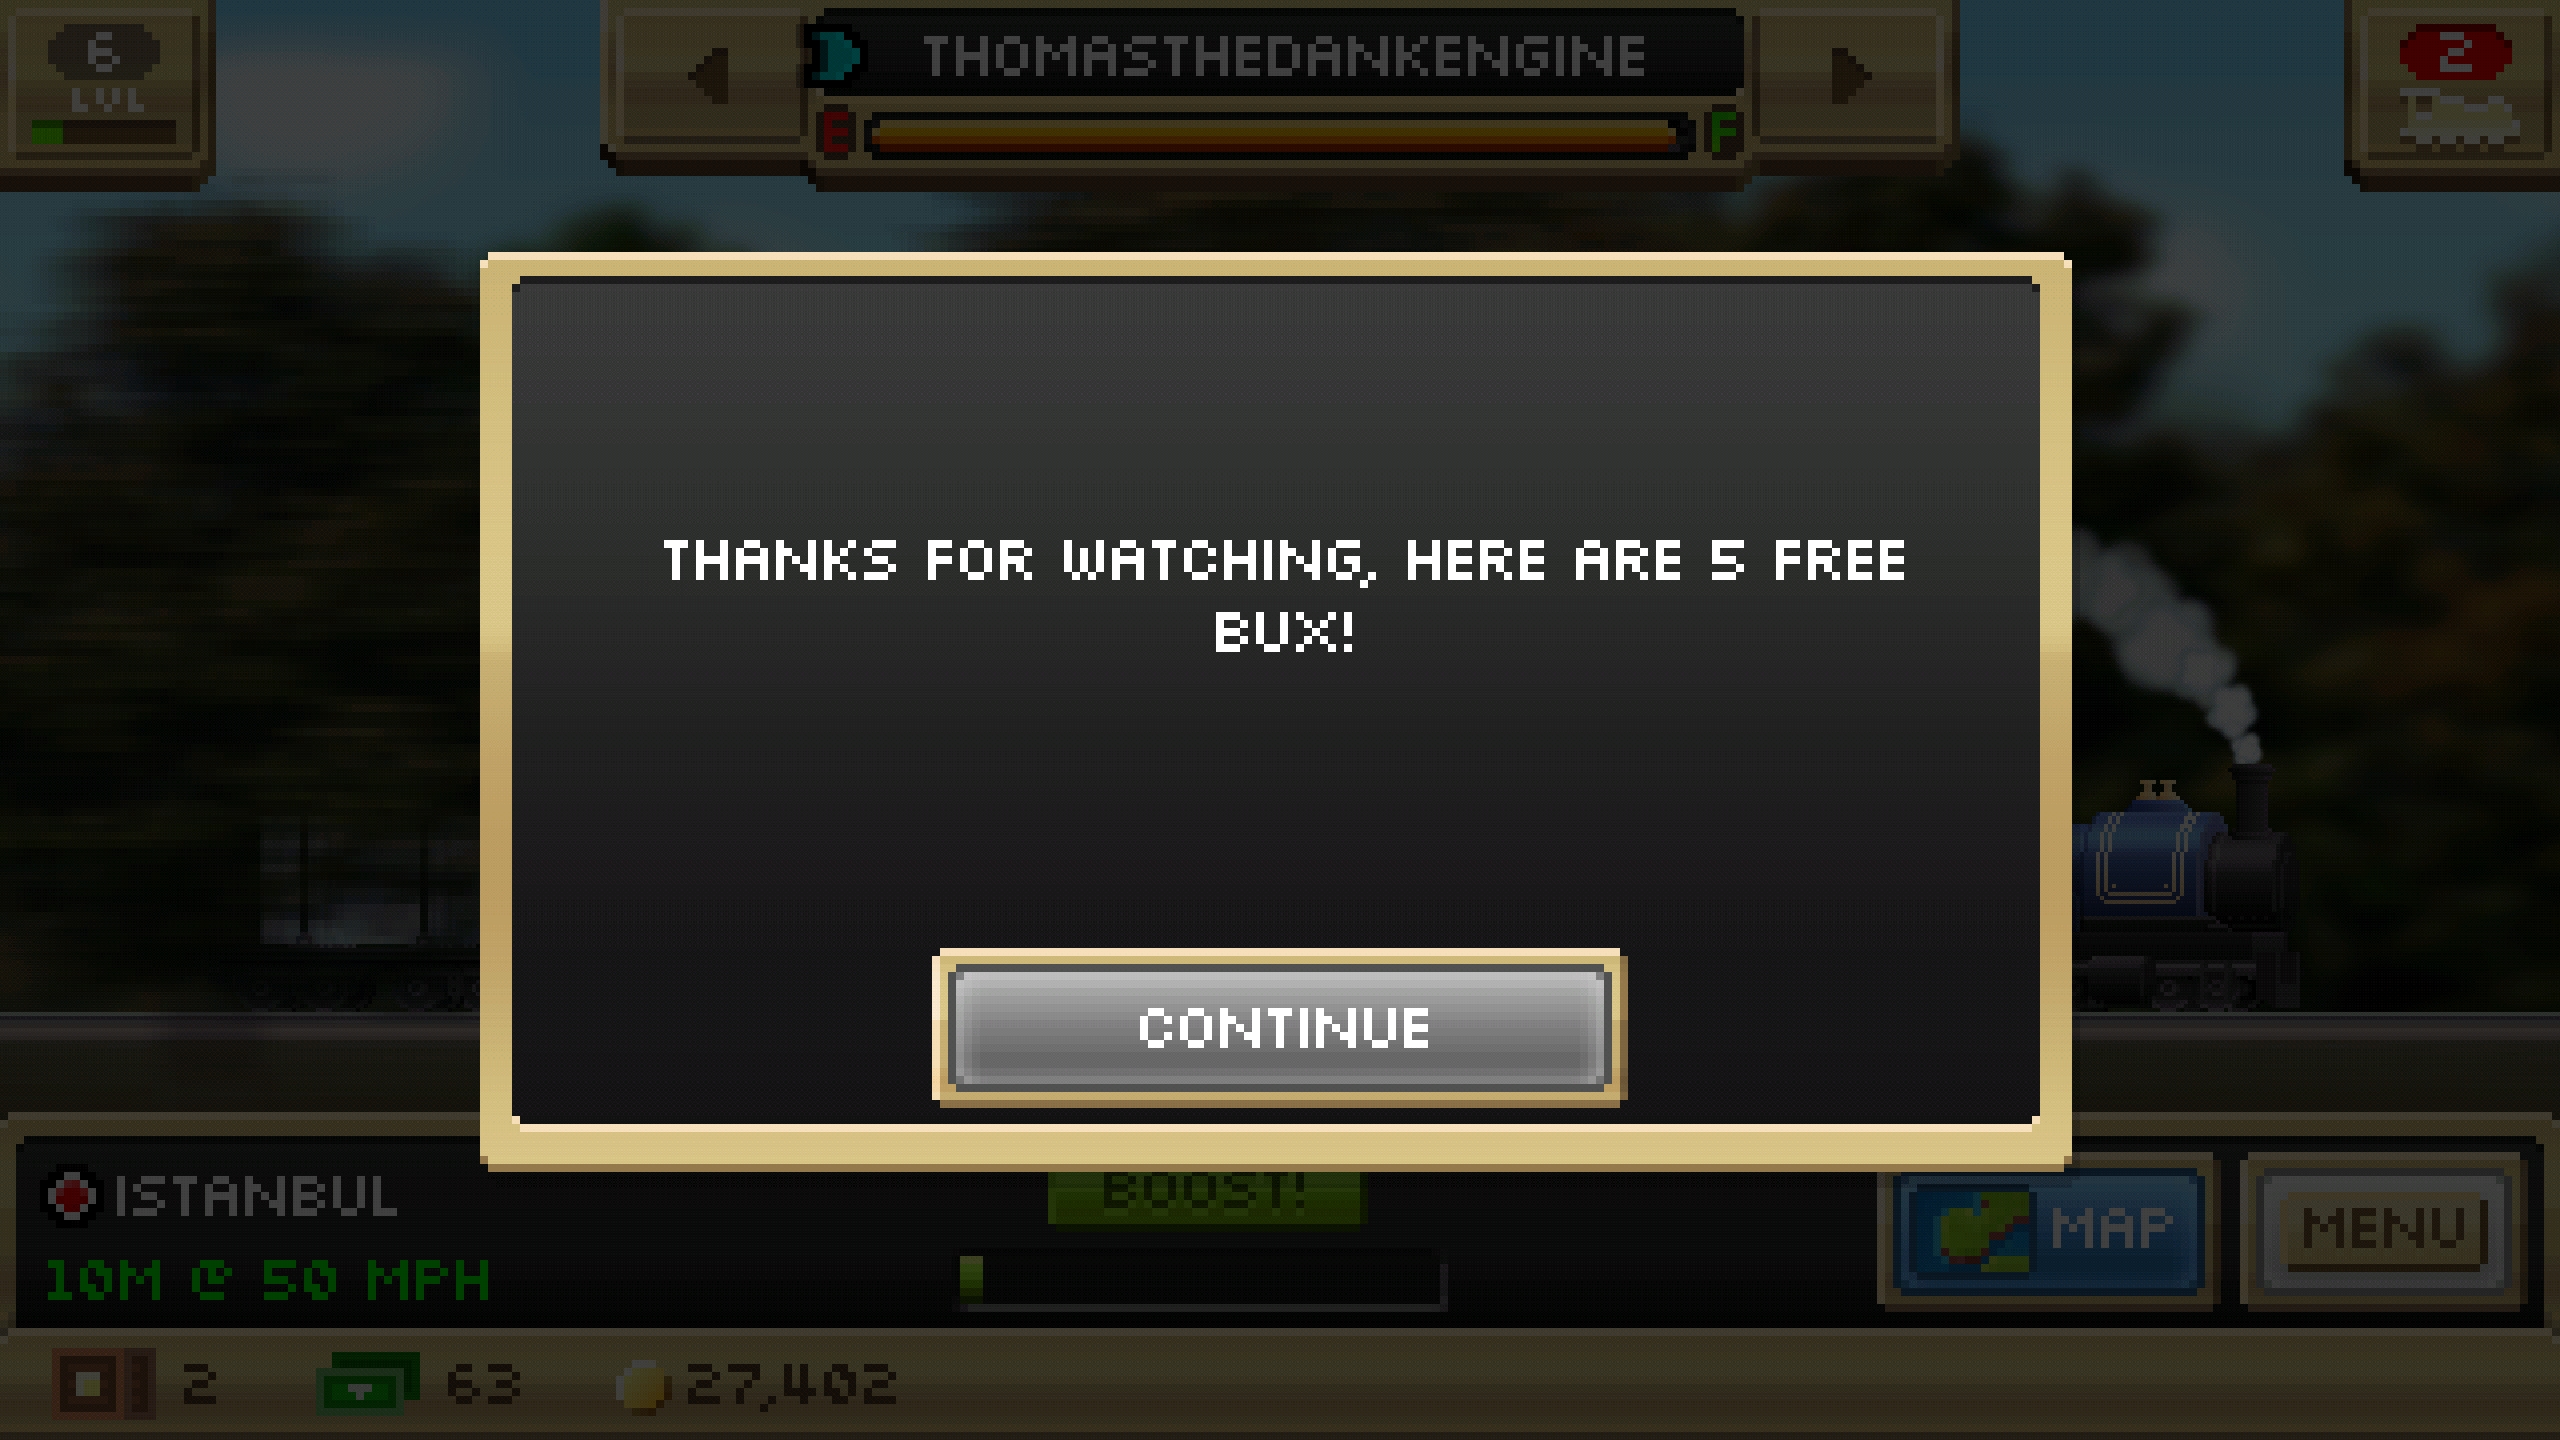 6
LVL
THOMASTHEDANKENGINE
E F
2
THANKS FOR WATCHING, HERE ARE 5 FREE
BUX!
CONTINUE
ISTANBUL
10M @ 50 MPH
BOOST!
MAP
MENU
2
63
27,402